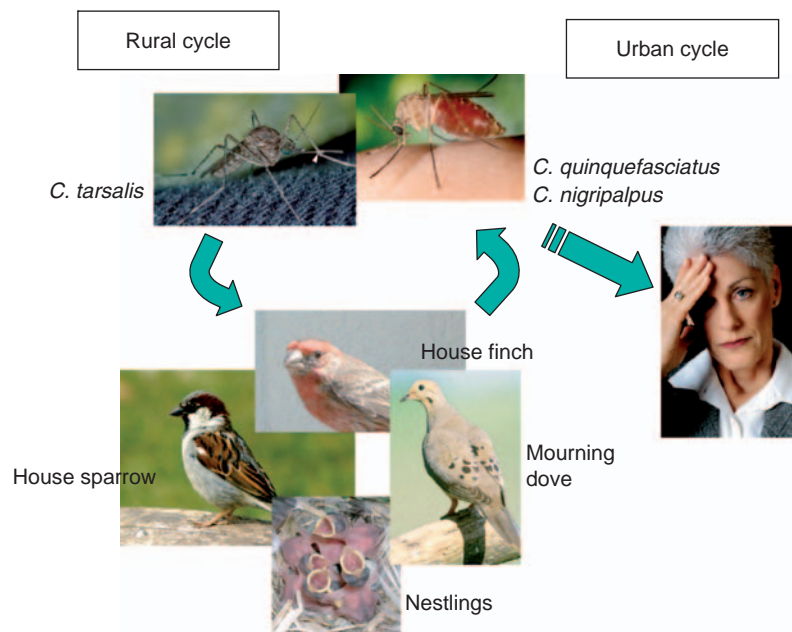 Rural cycle
Urban cycle
C. tarsalis
C. quinquefasciatus
C. nigripalpus
House finch
House sparrow
Mourning
dove
Nestlings